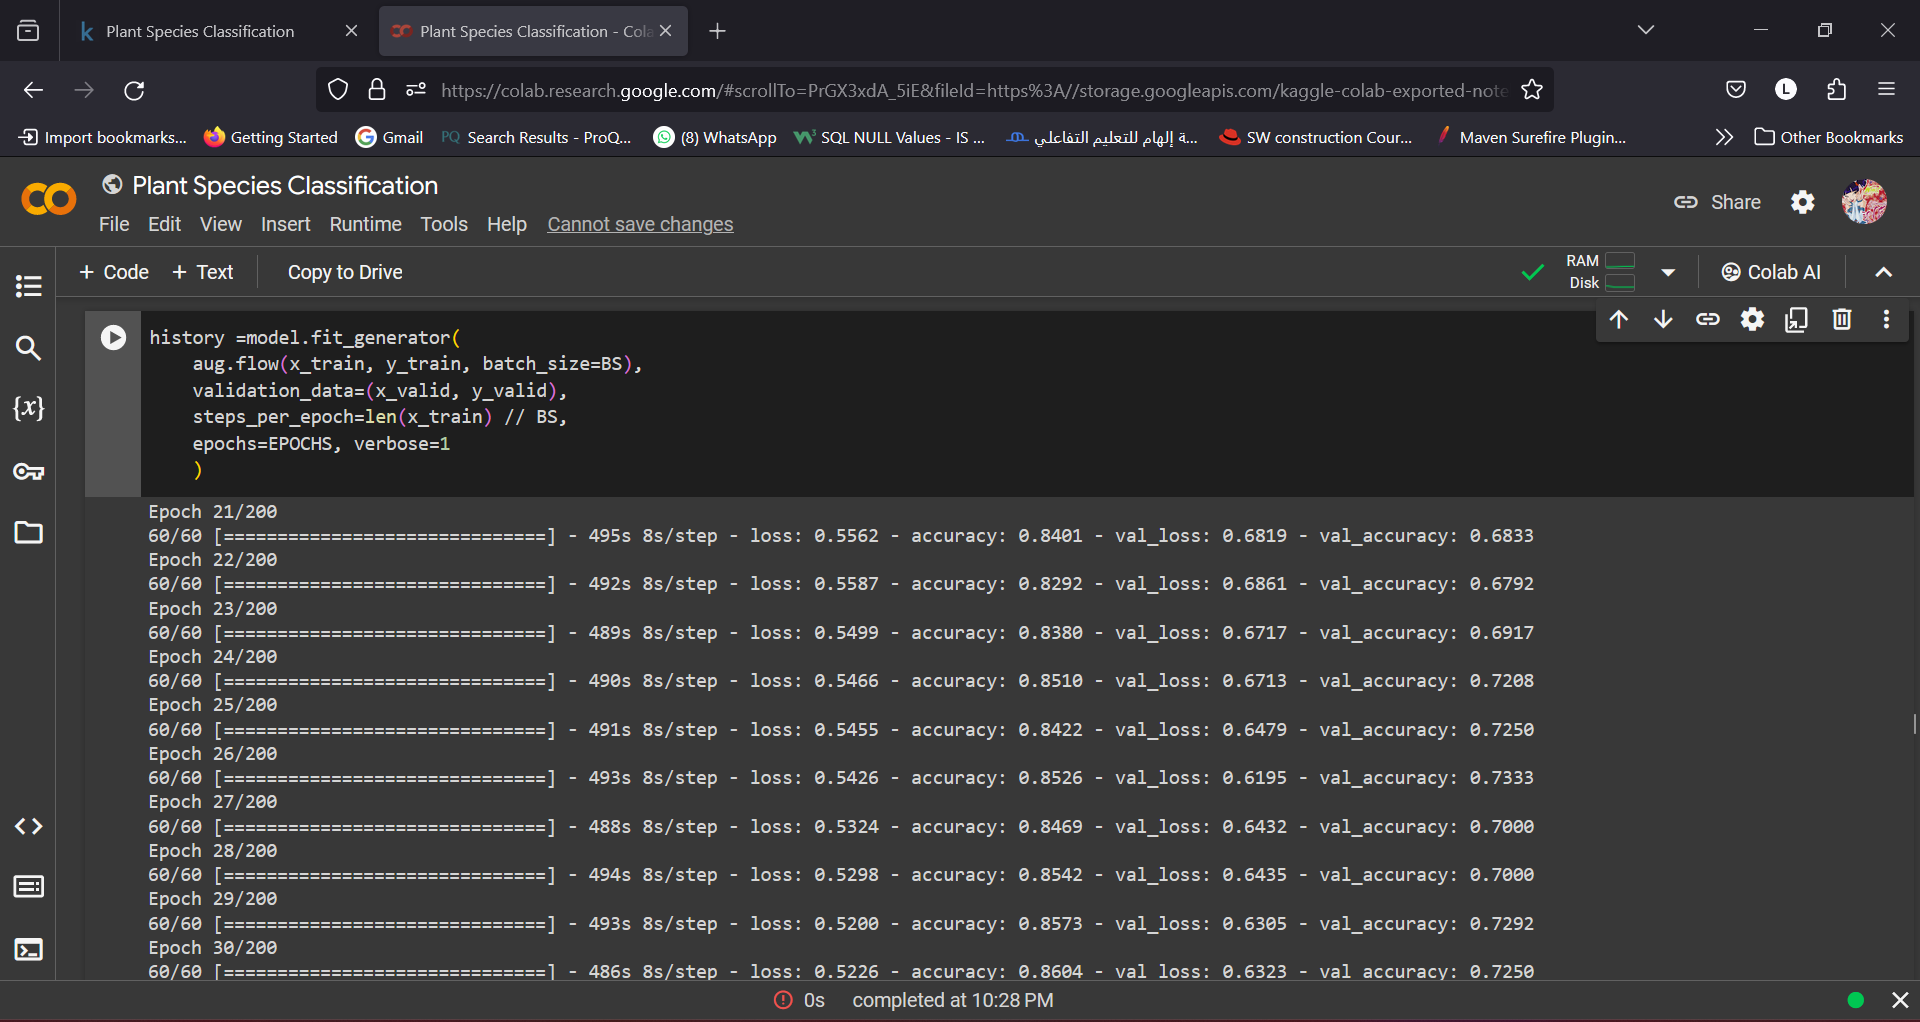 Plant Species Classification
Plant Species Classification - Cola
https://colab.research.google.com/#scrollTo=PrGX3xdA_5iE&fileId=https%3A//storage.googleapis.com/kaggle-colab-exported-note
L
Import bookmarks...
Getting Started
Gmail
PQ Search Results - ProQ...
(8) WhatsApp
SQL NULL Values - IS ...
ة إلهام للتعليم التفاعلي...
SW construction Cour...
Maven Surefire Plugin...
Other Bookmarks
Plant Species Classification
File Edit View Insert Runtime Tools Help Cannot save changes
Share
+ Code + Text Copy to Drive
RAM
Disk
Colab AI
history =model.fit_generator(
    aug.flow(x_train, y_train, batch_size=BS),
    validation_data=(x_valid, y_valid),
    steps_per_epoch=len(x_train) // BS,
    epochs=EPOCHS, verbose=1
    )
{x}
Epoch 21/200
60/60 [==============================] - 495s 8s/step - loss: 0.5562 - accuracy: 0.8401 - val_loss: 0.6819 - val_accuracy: 0.6833
Epoch 22/200
60/60 [==============================] - 492s 8s/step - loss: 0.5587 - accuracy: 0.8292 - val_loss: 0.6861 - val_accuracy: 0.6792
Epoch 23/200
60/60 [==============================] - 489s 8s/step - loss: 0.5499 - accuracy: 0.8380 - val_loss: 0.6717 - val_accuracy: 0.6917
Epoch 24/200
60/60 [==============================] - 490s 8s/step - loss: 0.5466 - accuracy: 0.8510 - val_loss: 0.6713 - val_accuracy: 0.7208
Epoch 25/200
60/60 [==============================] - 491s 8s/step - loss: 0.5455 - accuracy: 0.8422 - val_loss: 0.6479 - val_accuracy: 0.7250
Epoch 26/200
60/60 [==============================] - 493s 8s/step - loss: 0.5426 - accuracy: 0.8526 - val_loss: 0.6195 - val_accuracy: 0.7333
Epoch 27/200
60/60 [==============================] - 488s 8s/step - loss: 0.5324 - accuracy: 0.8469 - val_loss: 0.6432 - val_accuracy: 0.7000
Epoch 28/200
60/60 [==============================] - 494s 8s/step - loss: 0.5298 - accuracy: 0.8542 - val_loss: 0.6435 - val_accuracy: 0.7000
Epoch 29/200
60/60 [==============================] - 493s 8s/step - loss: 0.5200 - accuracy: 0.8573 - val_loss: 0.6305 - val_accuracy: 0.7292
Epoch 30/200
60/60 [==============================] - 486s 8s/step - loss: 0.5226 - accuracy: 0.8604 - val_loss: 0.6323 - val_accuracy: 0.7250
0s completed at 10:28 PM